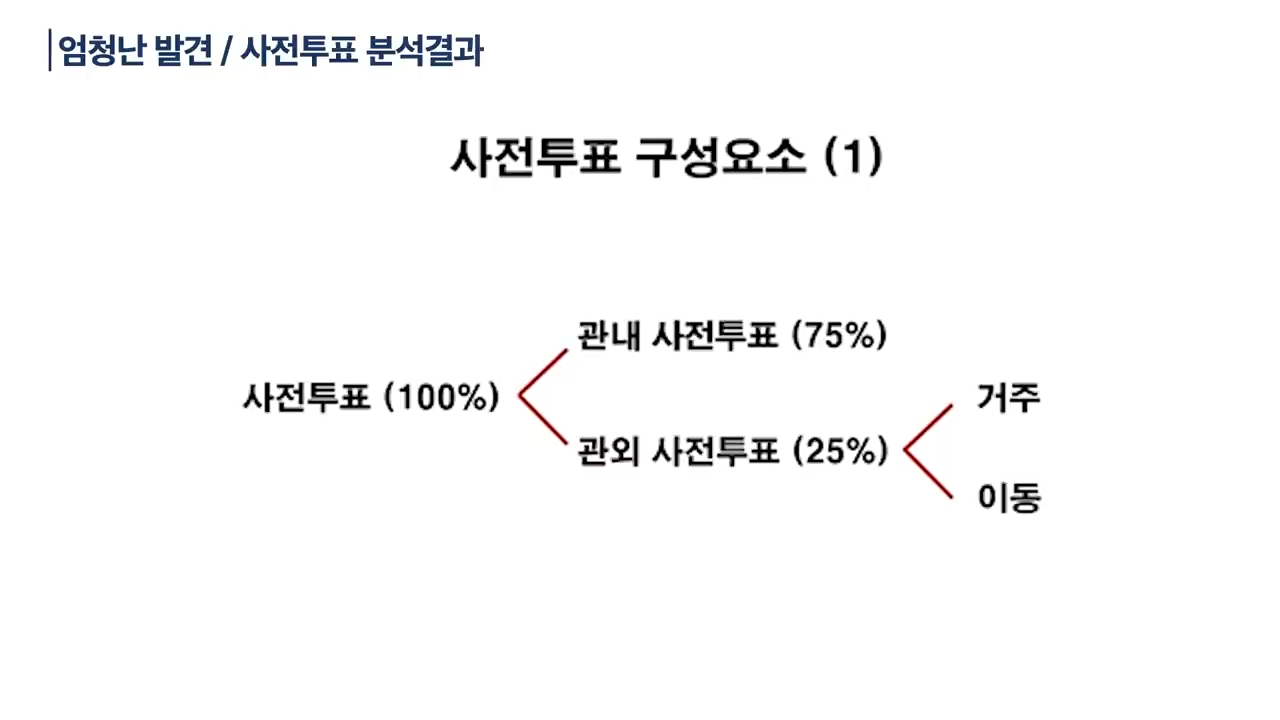 엄청난 발견 / 사전투표 분석결과
사전투표 구성요소 (1)
관내 사전투표 (75%)
사전투표 (100%)
거주
관외 사전투표 (25%)
이동